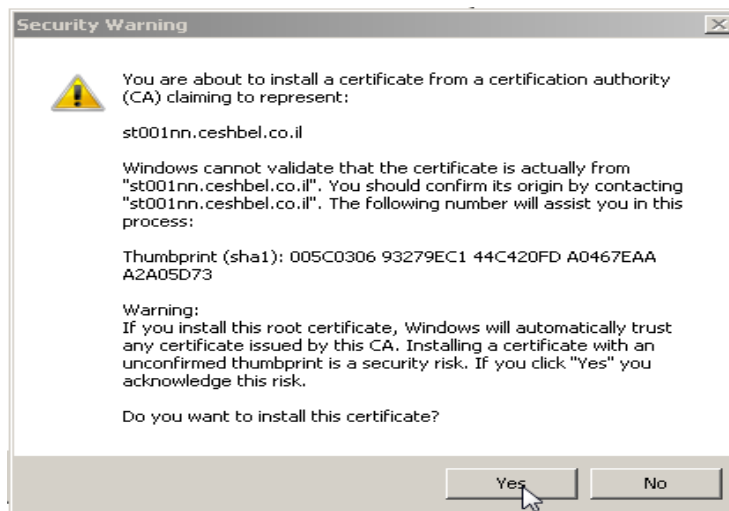 Security Warning
You are about to install a certificate from a certification authority
(CA) claiming to represent:
st001nn.ceshbel.co.il
Windows cannot validate that the certificate is actually from
"st001nn.ceshbel.co.il". You should confirm its origin by contacting
"st001nn.ceshbel.co.il". The following number will assist you in this
process:
Thumbprint (sha1): 005C0306 93279EC1 44C420FD A0467EAA
A2A05D73
Warning:
If you install this root certificate, Windows will automatically trust
any certificate issued by this CA. Installing a certificate with an
unconfirmed thumbprint is a security risk. If you click "Yes" you
acknowledge this risk.
Do you want to install this certificate?
Yes No